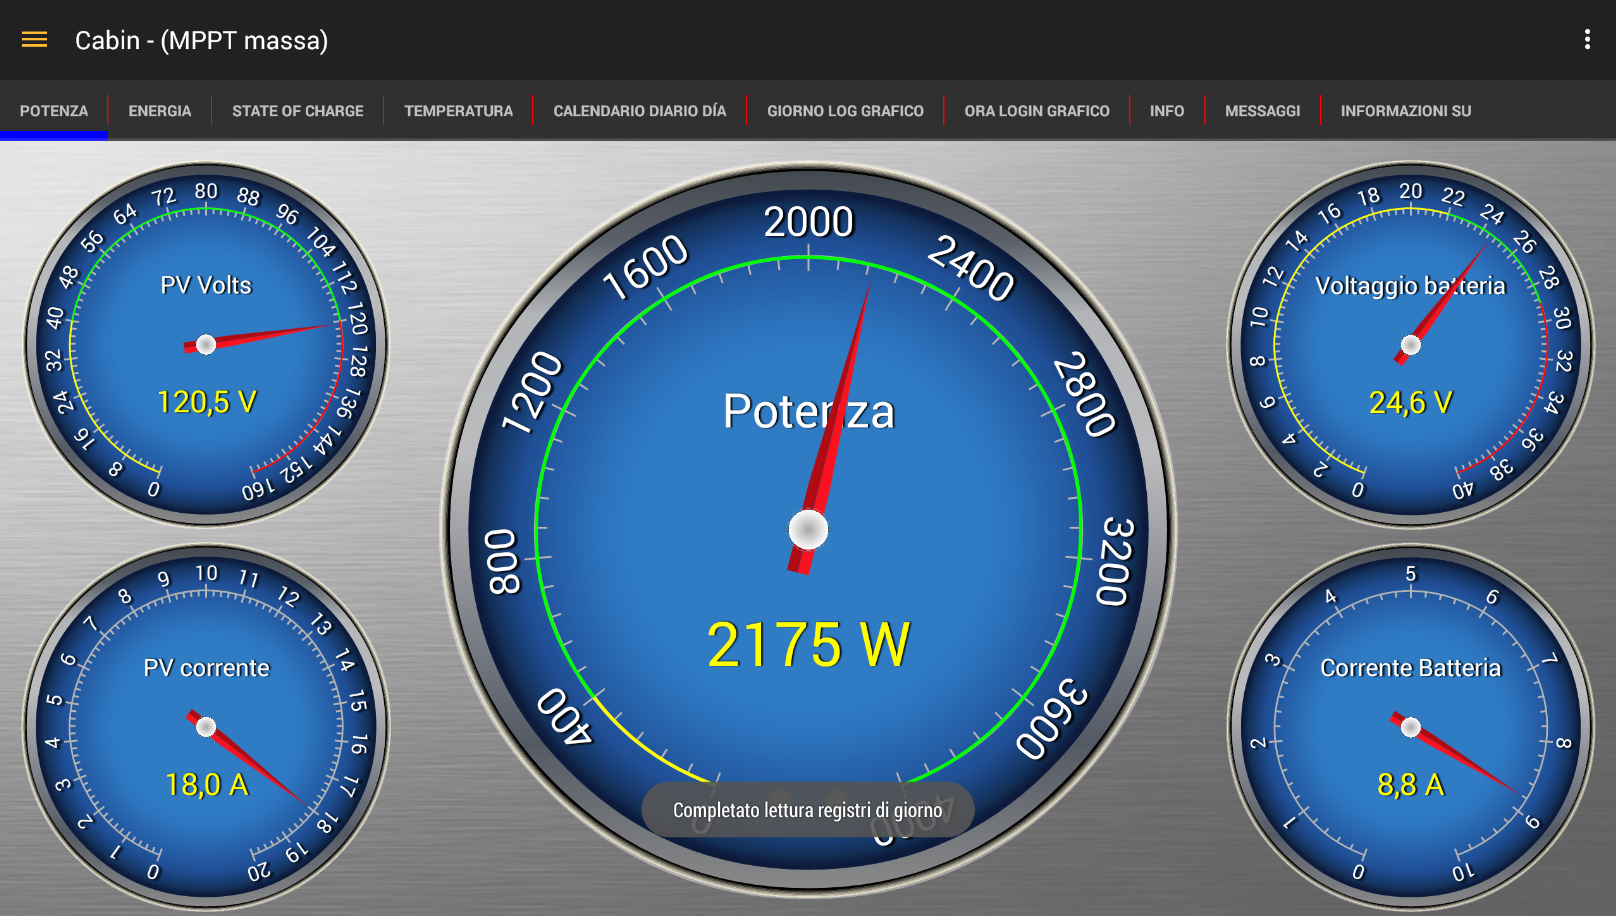 Cabin - (MPPT massa)
POTENZA
ENERGIA
STATE OF CHARGE
TEMPERATURA
CALENDARIO DIARIO DÍA
GIORNO LOG GRAFICO
ORA LOGIN GRAFICO
INFO
MESSAGGI
INFORMAZIONI SU
0 8 16 24 32 40 48 56 64 72 80 88 96 104 112 120 128 136 144 152 160
PV Volts
120,5 V
0 1 2 3 4 5 6 7 8 9 10 11 12 13 14 15 16 17 18 19 20
PV corrente
18,0 A
0 400 800 1200 1600 2000 2400 2800 3200 3600 4000
Potenza
2175 W
Completato lettura registri di giorno
0 2 4 6 8 10 12 14 16 18 20 22 24 26 28 30 32 34 36 38 40
Voltaggio batteria
24,6 V
0 1 2 3 4 5 6 7 8 9 10
Corrente Batteria
8,8 A